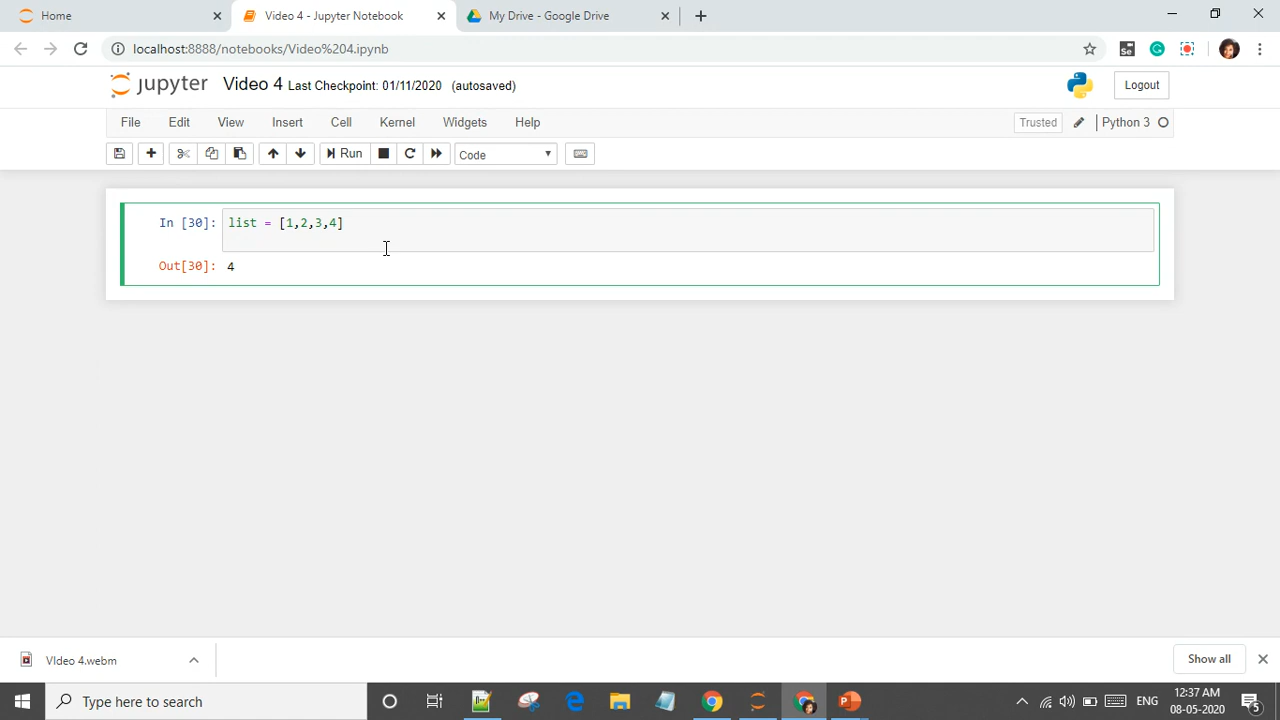 Home
Video 4 - Jupyter Notebook
My Drive - Google Drive
localhost:8888/notebooks/Video%204.ipynb
jupyter Video 4 Last Checkpoint: 01/11/2020 (autosaved)
Logout
File Edit View Insert Cell Kernel Widgets Help
Trusted Python 3
Run Code
In [30]: list = [1,2,3,4]
Out[30]: 4
VIdeo 4.webm
Show all
Type here to search
ENG
12:37 AM
08-05-2020
5